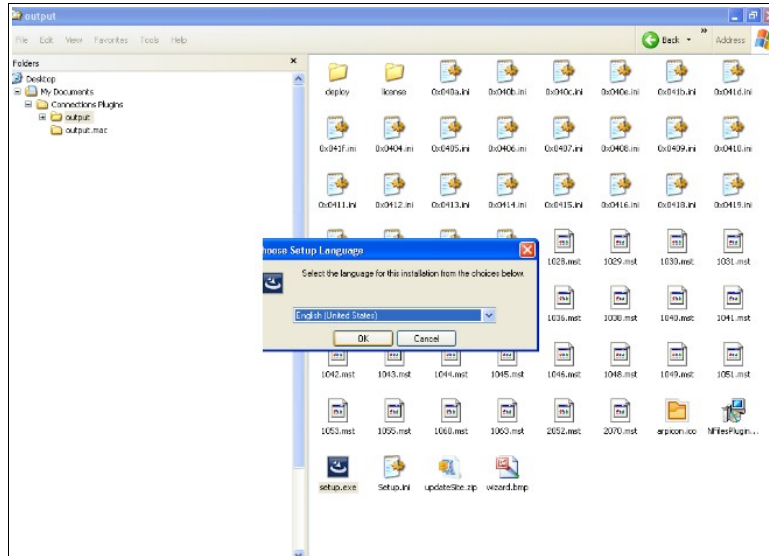 output
File Edit View Favorites Tools Help
Back
Address
Folders
Desktop
My Documents
Connections Plugins
output
output.mac
deploy license 0x040a.ini 0x040b.ini 0x040c.ini 0x040e.ini 0x041b.ini 0x041d.ini
0x041f.ini 0x0404.ini 0x0405.ini 0x0406.ini 0x0407.ini 0x0408.ini 0x0409.ini 0x0410.ini
0x0411.ini 0x0412.ini 0x0413.ini 0x0414.ini 0x0415.ini 0x0416.ini 0x0418.ini 0x0419.ini
hoose Setup Language
Select the language for this installation from the choices below.
English (United States)
OK Cancel
1028.mst 1029.mst 1030.mst 1031.mst
1036.mst 1038.mst 1040.mst 1041.mst
1042.mst 1043.mst 1044.mst 1045.mst 1046.mst 1048.mst 1049.mst 1051.mst
1053.mst 1055.mst 1060.mst 1063.mst 2052.mst 2070.mst arpicon.ico NFilesPlugin...
setup.exe Setup.ini updateSite.zip wizard.bmp